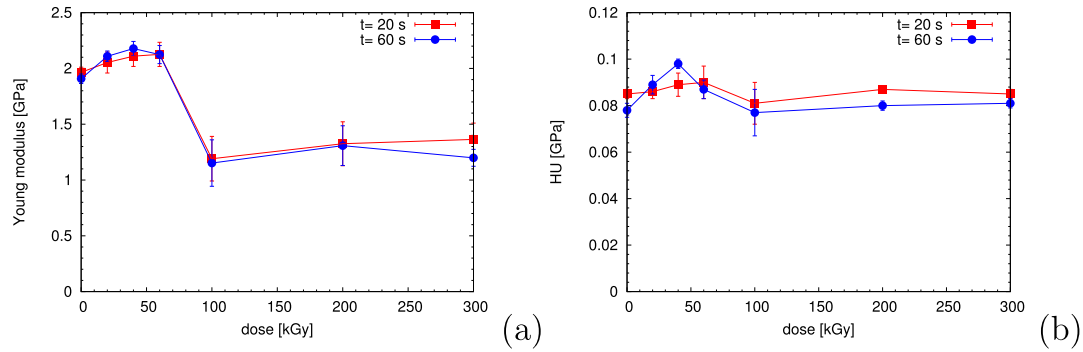 2.5
2
1.5
1
0.5
0
0 50 100 150 200 250 300
Young modulus [GPa]
dose [kGy]
t= 20 s
t= 60 s
(a)
0.12
0.1
0.08
0.06
0.04
0.02
0
0 50 100 150 200 250 300
HU [GPa]
dose [kGy]
t= 20 s
t= 60 s
(b)